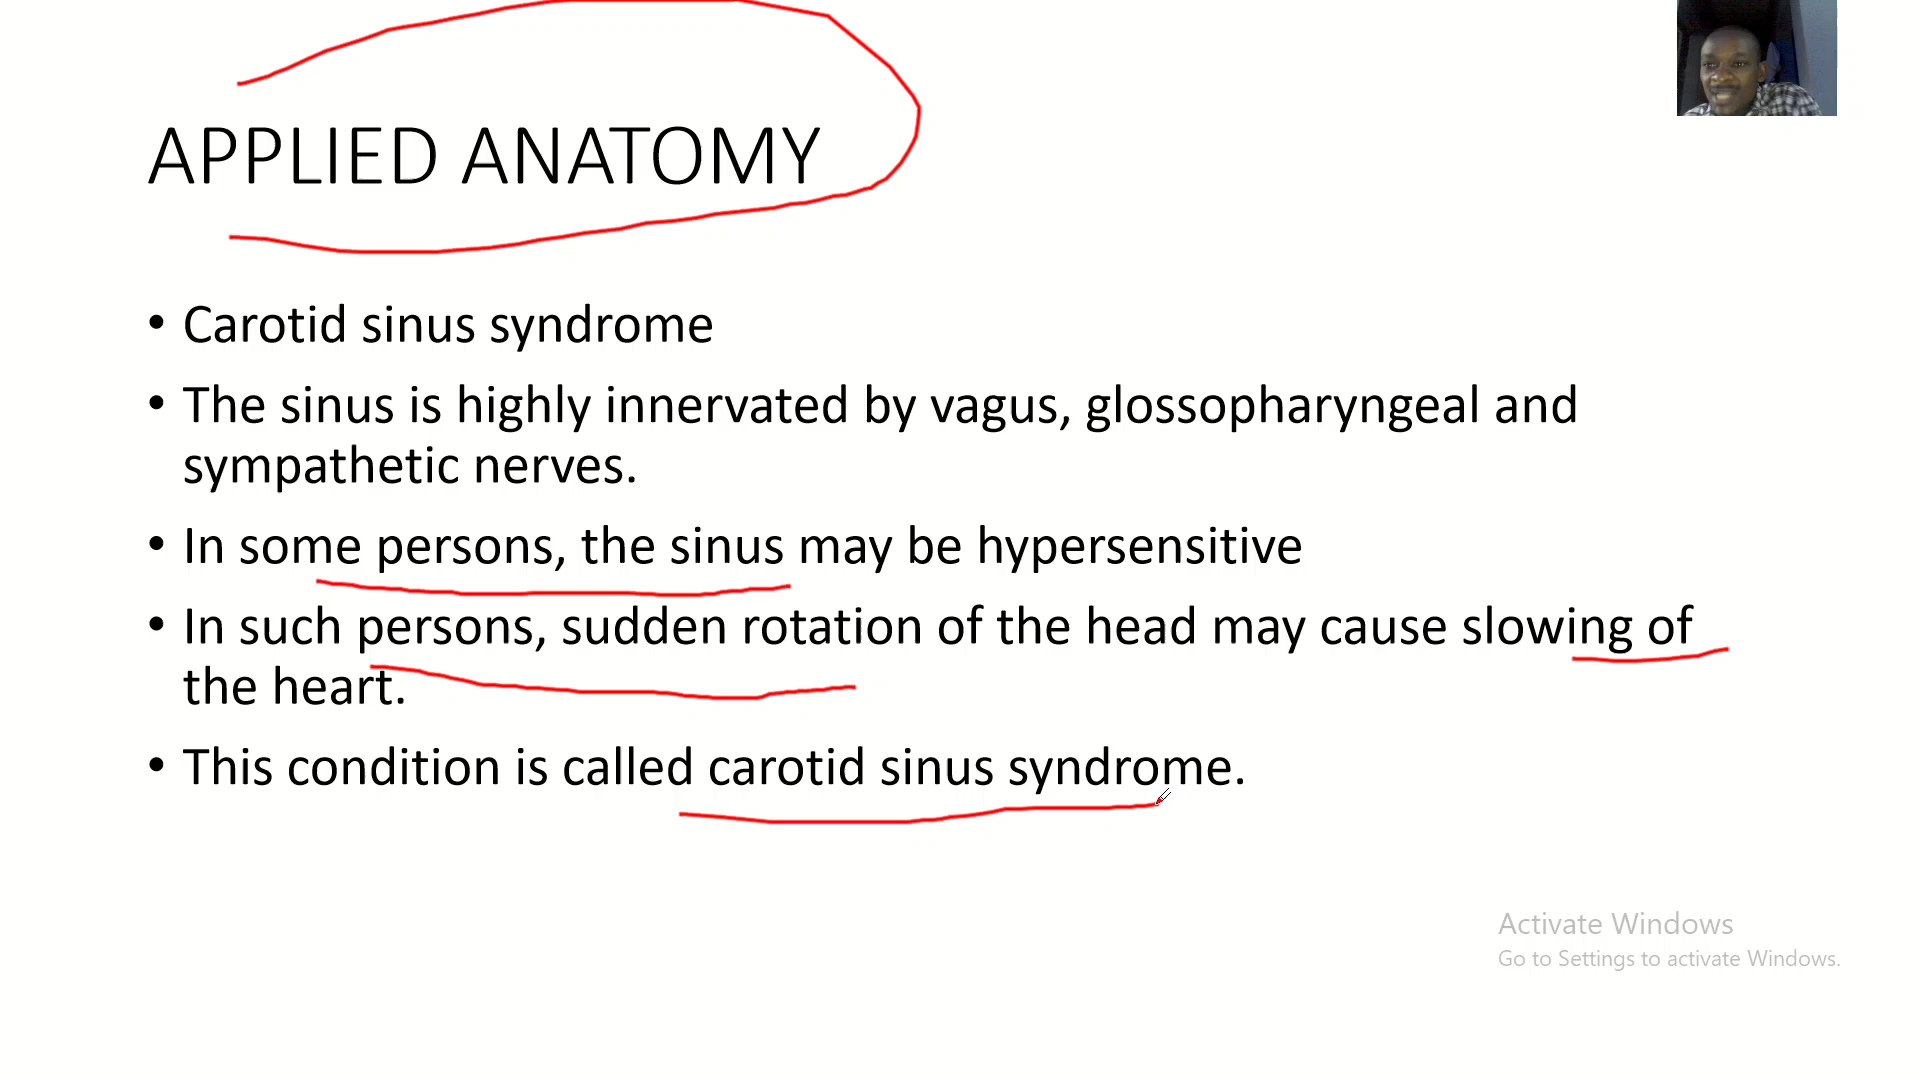 APPLIED ANATOMY
• Carotid sinus syndrome
• The sinus is highly innervated by vagus, glossopharyngeal and
sympathetic nerves.
• In some persons, the sinus may be hypersensitive
• In such persons, sudden rotation of the head may cause slowing of
the heart.
• This condition is called carotid sinus syndrome.
Activate Windows
Go to Settings to activate Windows.